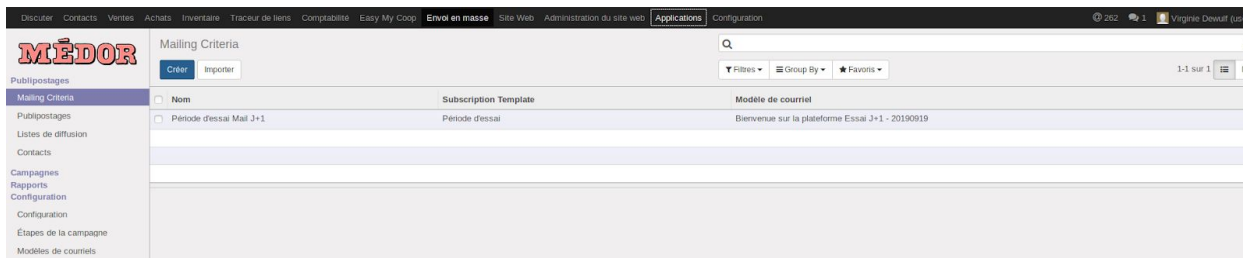 Discuter Contacts Ventes Achats Inventaire Traceur de liens Comptabilité Easy My Coop Envoi en masse Site Web Administration du site web Applications Configuration @ 262 1 Virginie Dewulf (us
MÉDOR
Mailing Criteria
Créer Importer
Filtres Group By Favoris 1-1 sur 1
Publipostages
Mailing Criteria
Publipostages
Listes de diffusion
Contacts
Campagnes
Rapports
Configuration
Configuration
Étapes de la campagne
Modèles de courriels
Nom Subscription Template Modèle de courriel
Période d'essai Mail J+1 Période d'essai Bienvenue sur la plateforme Essai J+1 - 20190919